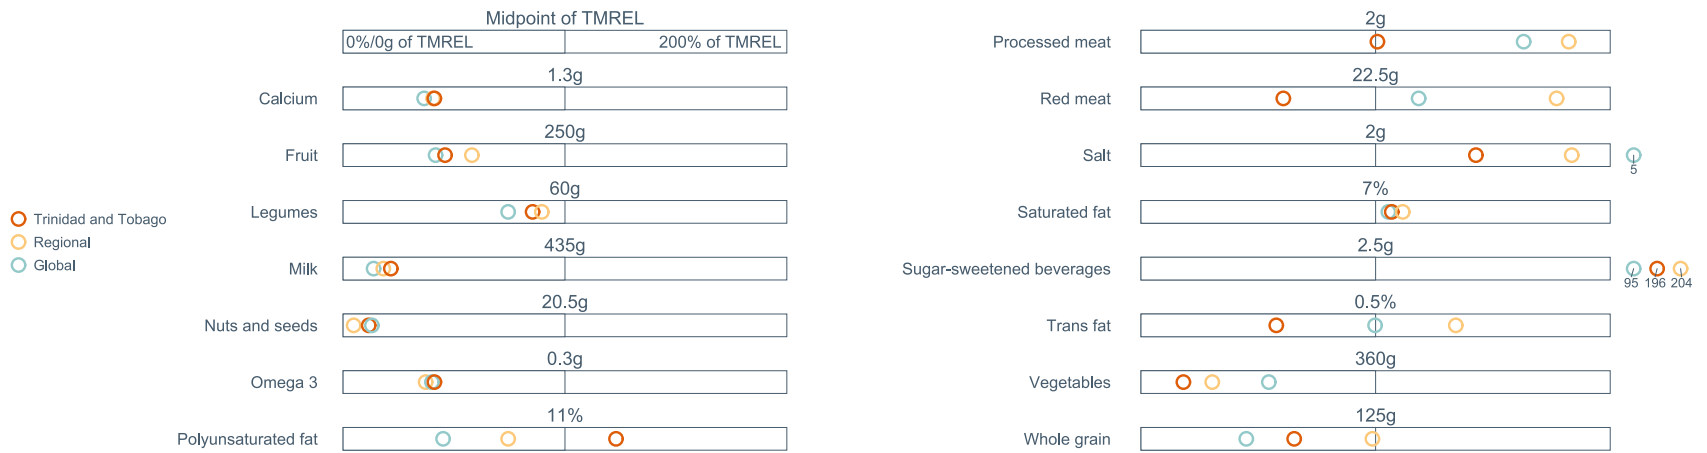 Midpoint of TMREL
0%/0g of TMREL 200% of TMREL
1.3g
Calcium
250g
Fruit
60g
Legumes
435g
Milk
20.5g
Nuts and seeds
0.3g
Omega 3
11%
Polyunsaturated fat
Trinidad and Tobago
Regional
Global
2g
Processed meat
22.5g
Red meat
2g
Salt
5
7%
Saturated fat
2.5g
Sugar-sweetened beverages
95 196 204
0.5%
Trans fat
360g
Vegetables
125g
Whole grain